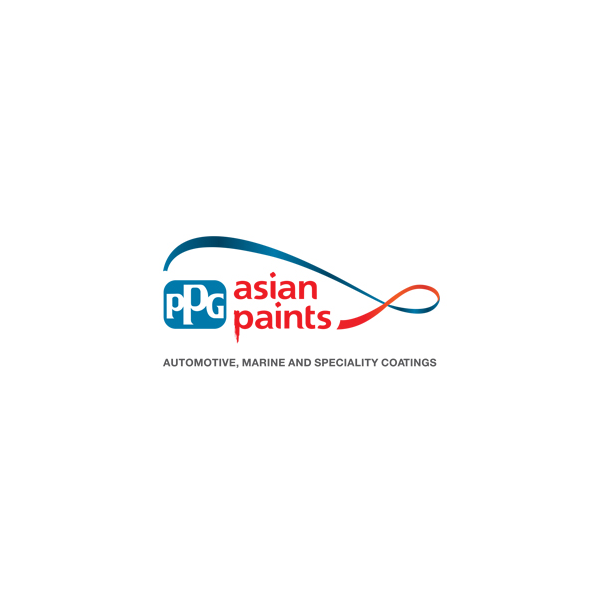 PPG
asian
paints
AUTOMOTIVE, MARINE AND SPECIALITY COATINGS